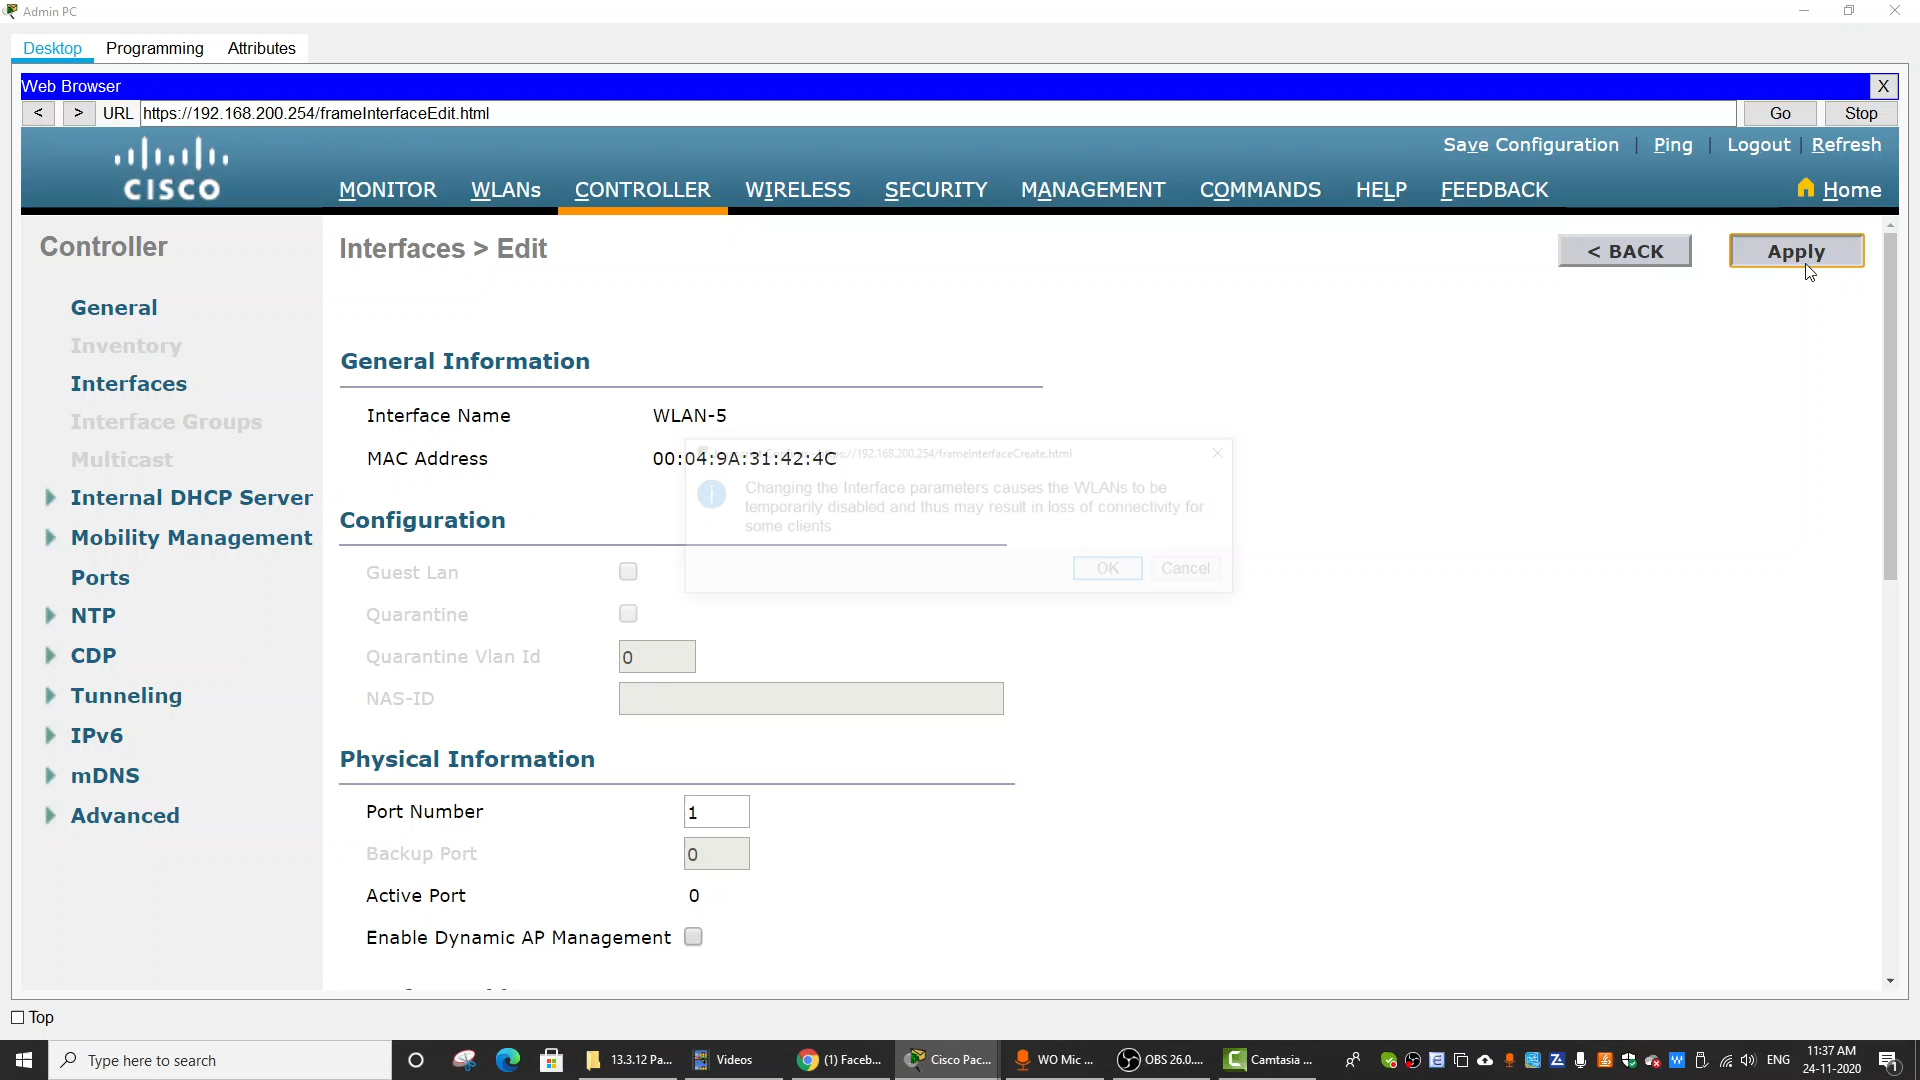 Admin PC
Desktop Programming Attributes
Web Browser X
< > URL https://192.168.200.254/frameInterfaceEdit.html Go Stop
Save Configuration | Ping | Logout | Refresh
CISCO
MONITOR WLANs CONTROLLER WIRELESS SECURITY MANAGEMENT COMMANDS HELP FEEDBACK Home
Controller
Interfaces > Edit
< BACK Apply
General
Inventory
Interfaces
Interface Groups
Multicast
Internal DHCP Server
Mobility Management
Ports
NTP
CDP
Tunneling
IPv6
mDNS
Advanced
General Information
Interface Name WLAN-5
MAC Address 00:04:9A:31:42:4C
://192.168.200.254/frameInterfaceCreate.html
Changing the Interface parameters causes the WLANs to be
temporarily disabled and thus may result in loss of connectivity for
some clients
OK Cancel
Configuration
Guest Lan
Quarantine
Quarantine Vlan Id 0
NAS-ID
Physical Information
Port Number 1
Backup Port 0
Active Port 0
Enable Dynamic AP Management
Top
Type here to search
13.3.12 Pa...
Videos
(1) Faceb...
Cisco Pac...
WO Mic ...
OBS 26.0....
Camtasia ...
ENG
11:37 AM
24-11-2020
1